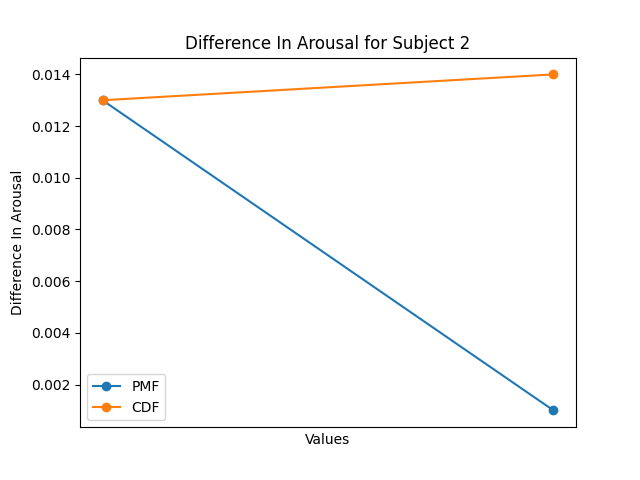 Difference In Arousal for Subject 2
Difference In Arousal
0.014
0.012
0.010
0.008
0.006
0.004
0.002
PMF
CDF
Values